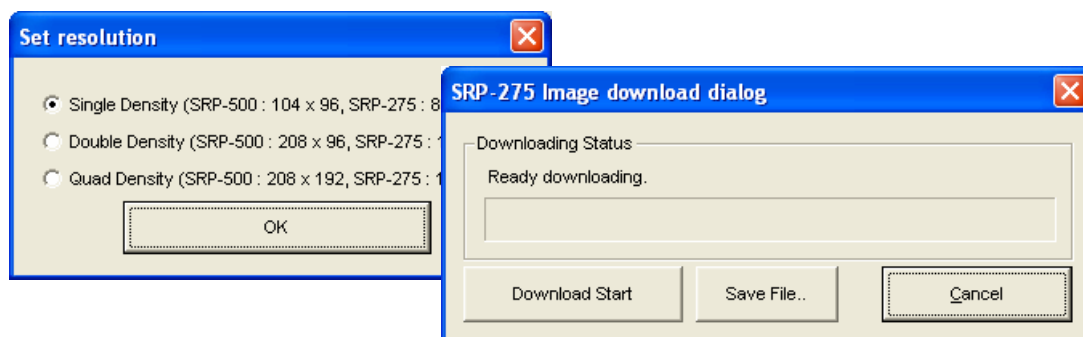 Set resolution
Single Density (SRP-500 : 104 x 96, SRP-275 : 8
Double Density (SRP-500 : 208 x 96, SRP-275 : 1
Quad Density (SRP-500 : 208 x 192, SRP-275 : 1
OK
SRP-275 Image download dialog
Downloading Status
Ready downloading.
Download Start
Save File..
Cancel